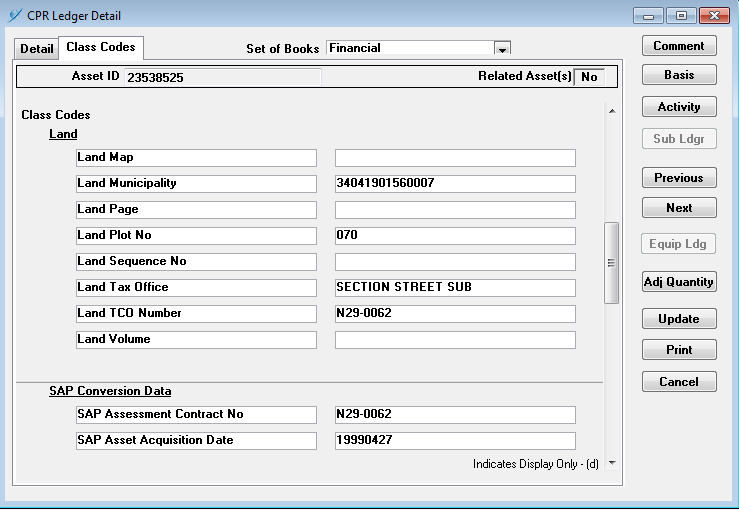 CPR Ledger Detail
Detail Class Codes Set of Books Financial
Asset ID 23538525 Related Asset(s) No
Class Codes
Land
Land Map
Land Municipality 34041901560007
Land Page
Land Plot No 070
Land Sequence No
Land Tax Office SECTION STREET SUB
Land TCO Number N29-0062
Land Volume
SAP Conversion Data
SAP Assessment Contract No N29-0062
SAP Asset Acquisition Date 19990427
Indicates Display Only - (d)
Comment
Basis
Activity
Sub Ldgr
Previous
Next
Equip Ldg
Adj Quantity
Update
Print
Cancel